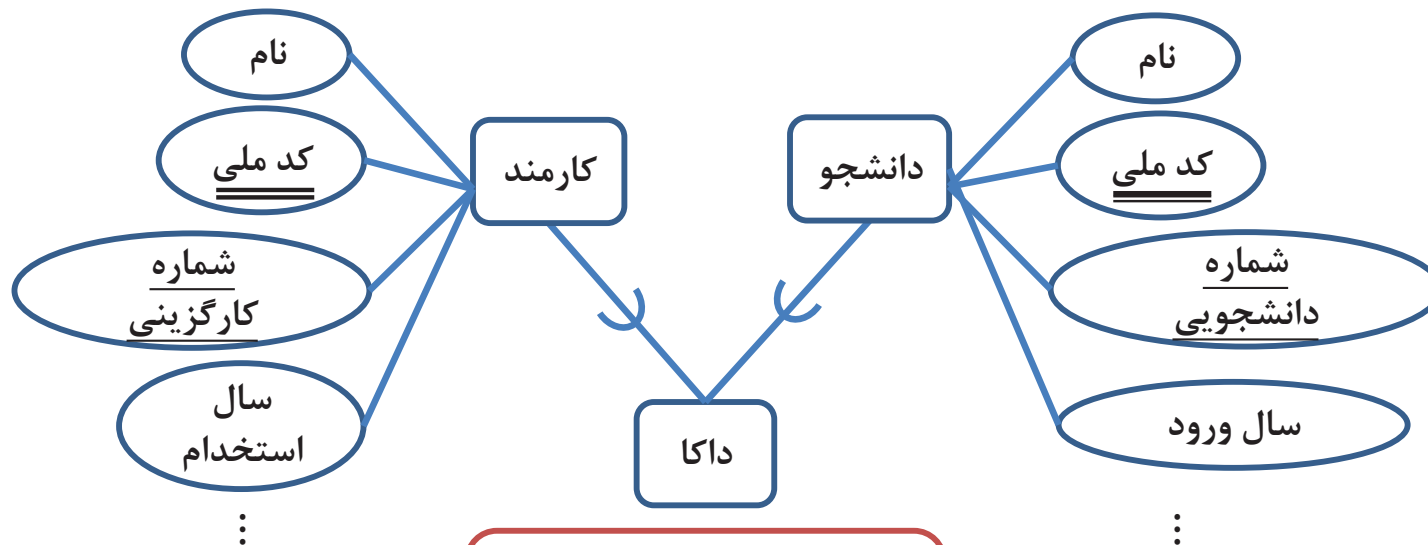 نام
کد ملی
شماره
دانشجویی
سال ورود
⋮
دانشجو
کارمند
داکا
نام
کد ملی
شماره
کارگزینی
سال
استخدام
⋮